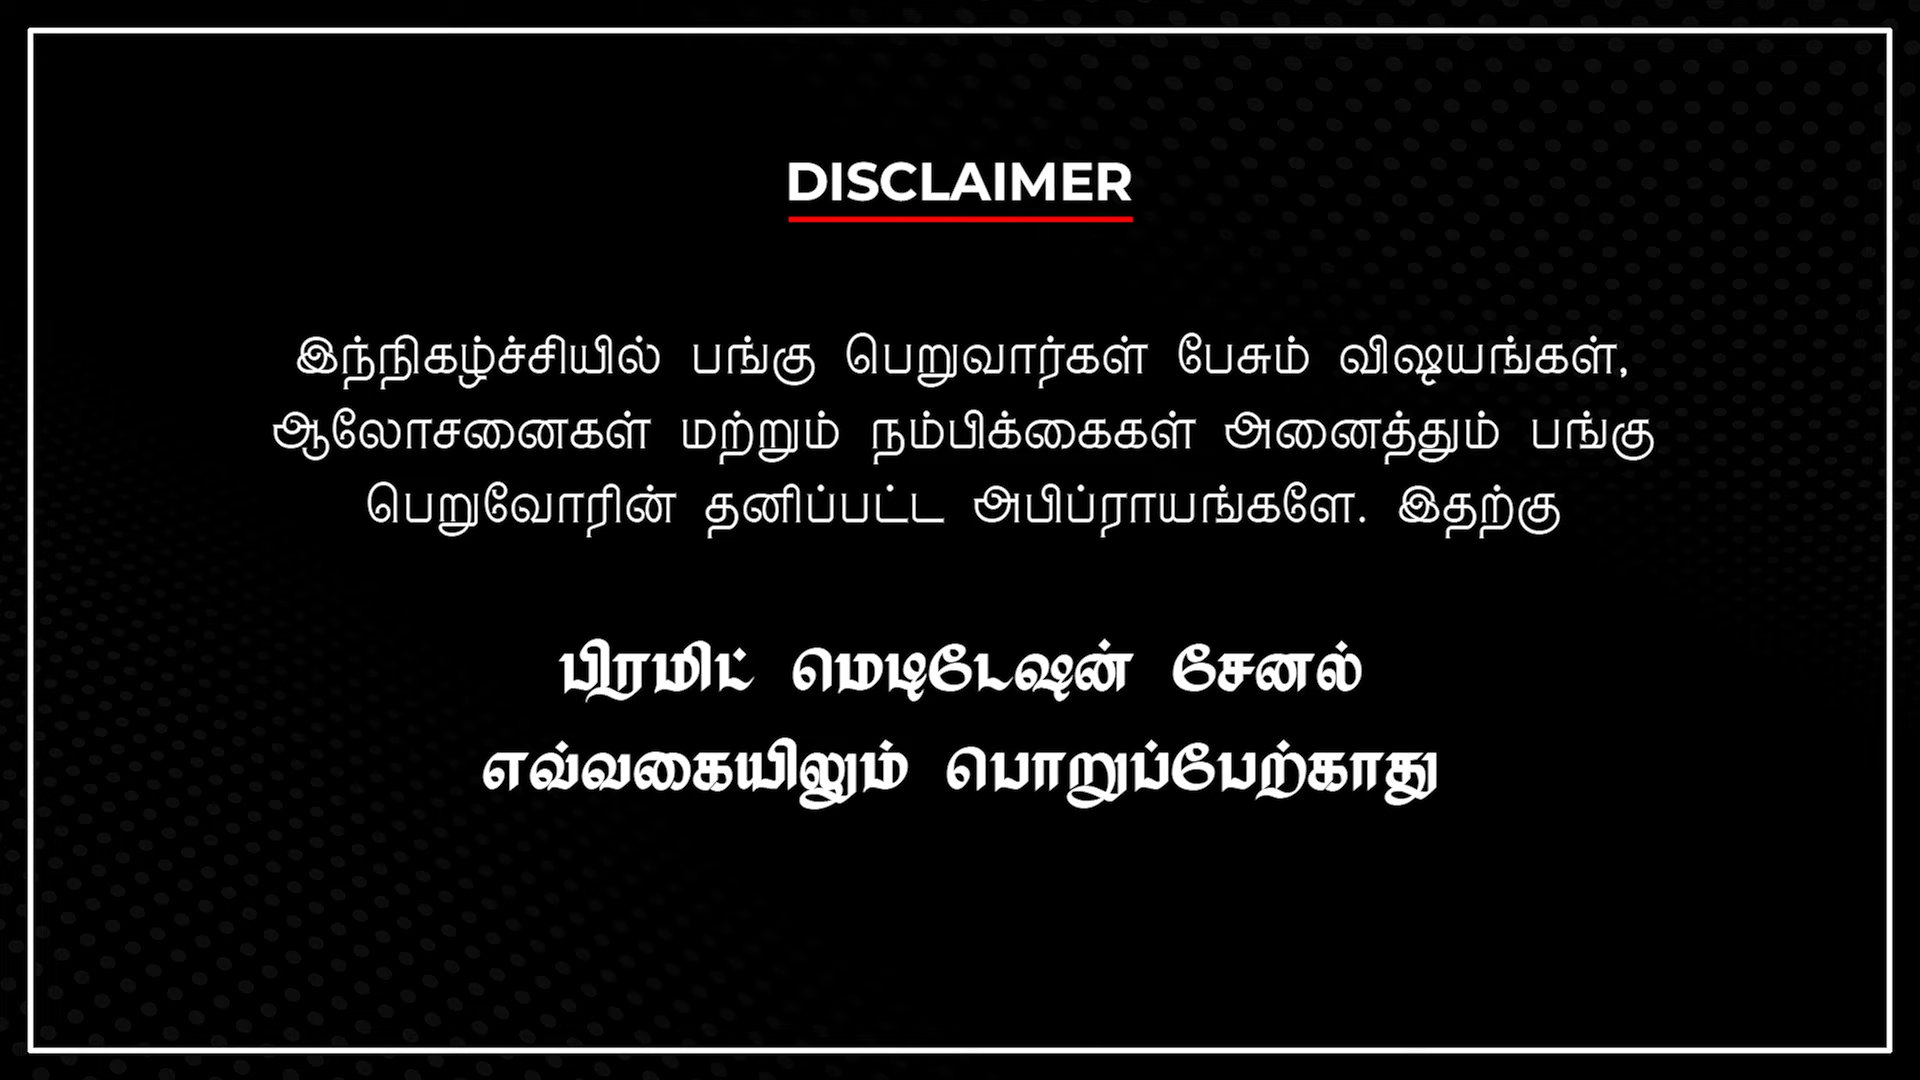 DISCLAIMER
இந்நிகழ்ச்சியில் பங்கு பெறுவார்கள் பேசும் விஷயங்கள்,
ஆலோசனைகள் மற்றும் நம்பிக்கைகள் அனைத்தும் பங்கு
பெறுவோரின் தனிப்பட்ட அபிப்ராயங்களே. இதற்கு
பிரமிட் மெடிடேஷன் சேனல்
எவ்வகையிலும் பொறுப்பேற்காது